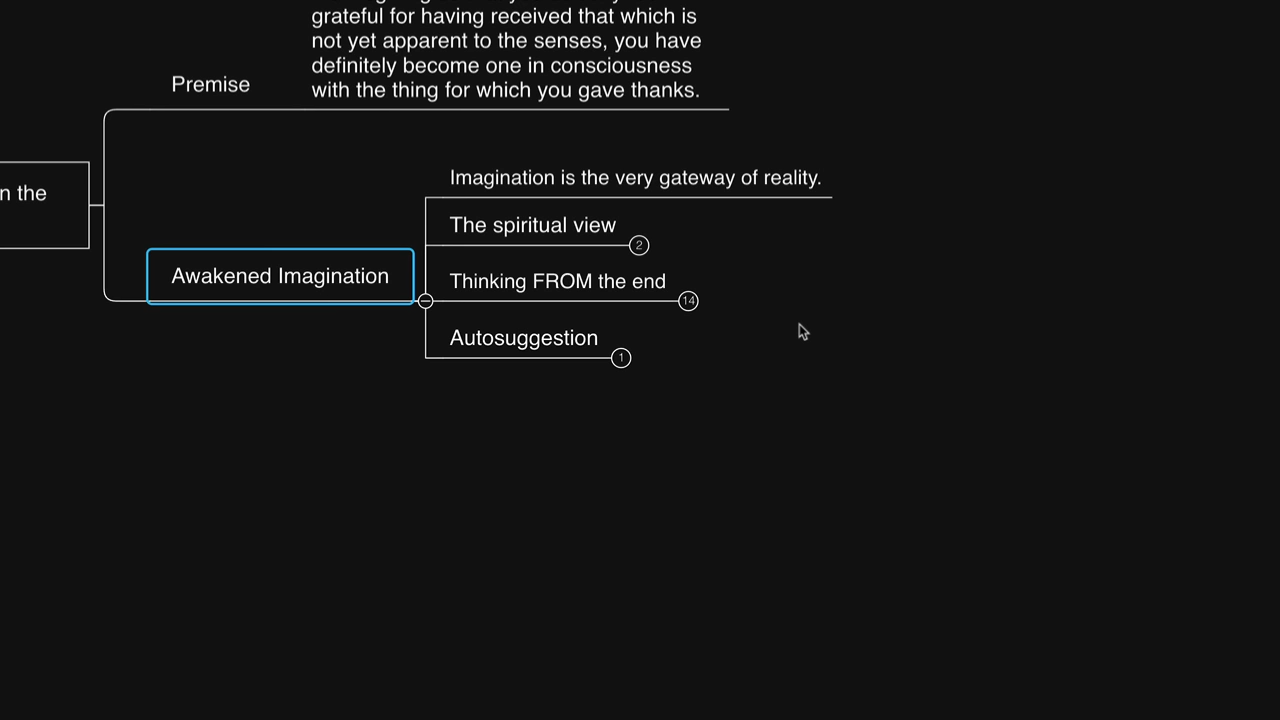 grateful for having received that which is
not yet apparent to the senses, you have
definitely become one in consciousness
with the thing for which you gave thanks.
Premise
n the
Imagination is the very gateway of reality.
The spiritual view
2
Awakened Imagination
Thinking FROM the end
14
Autosuggestion
1